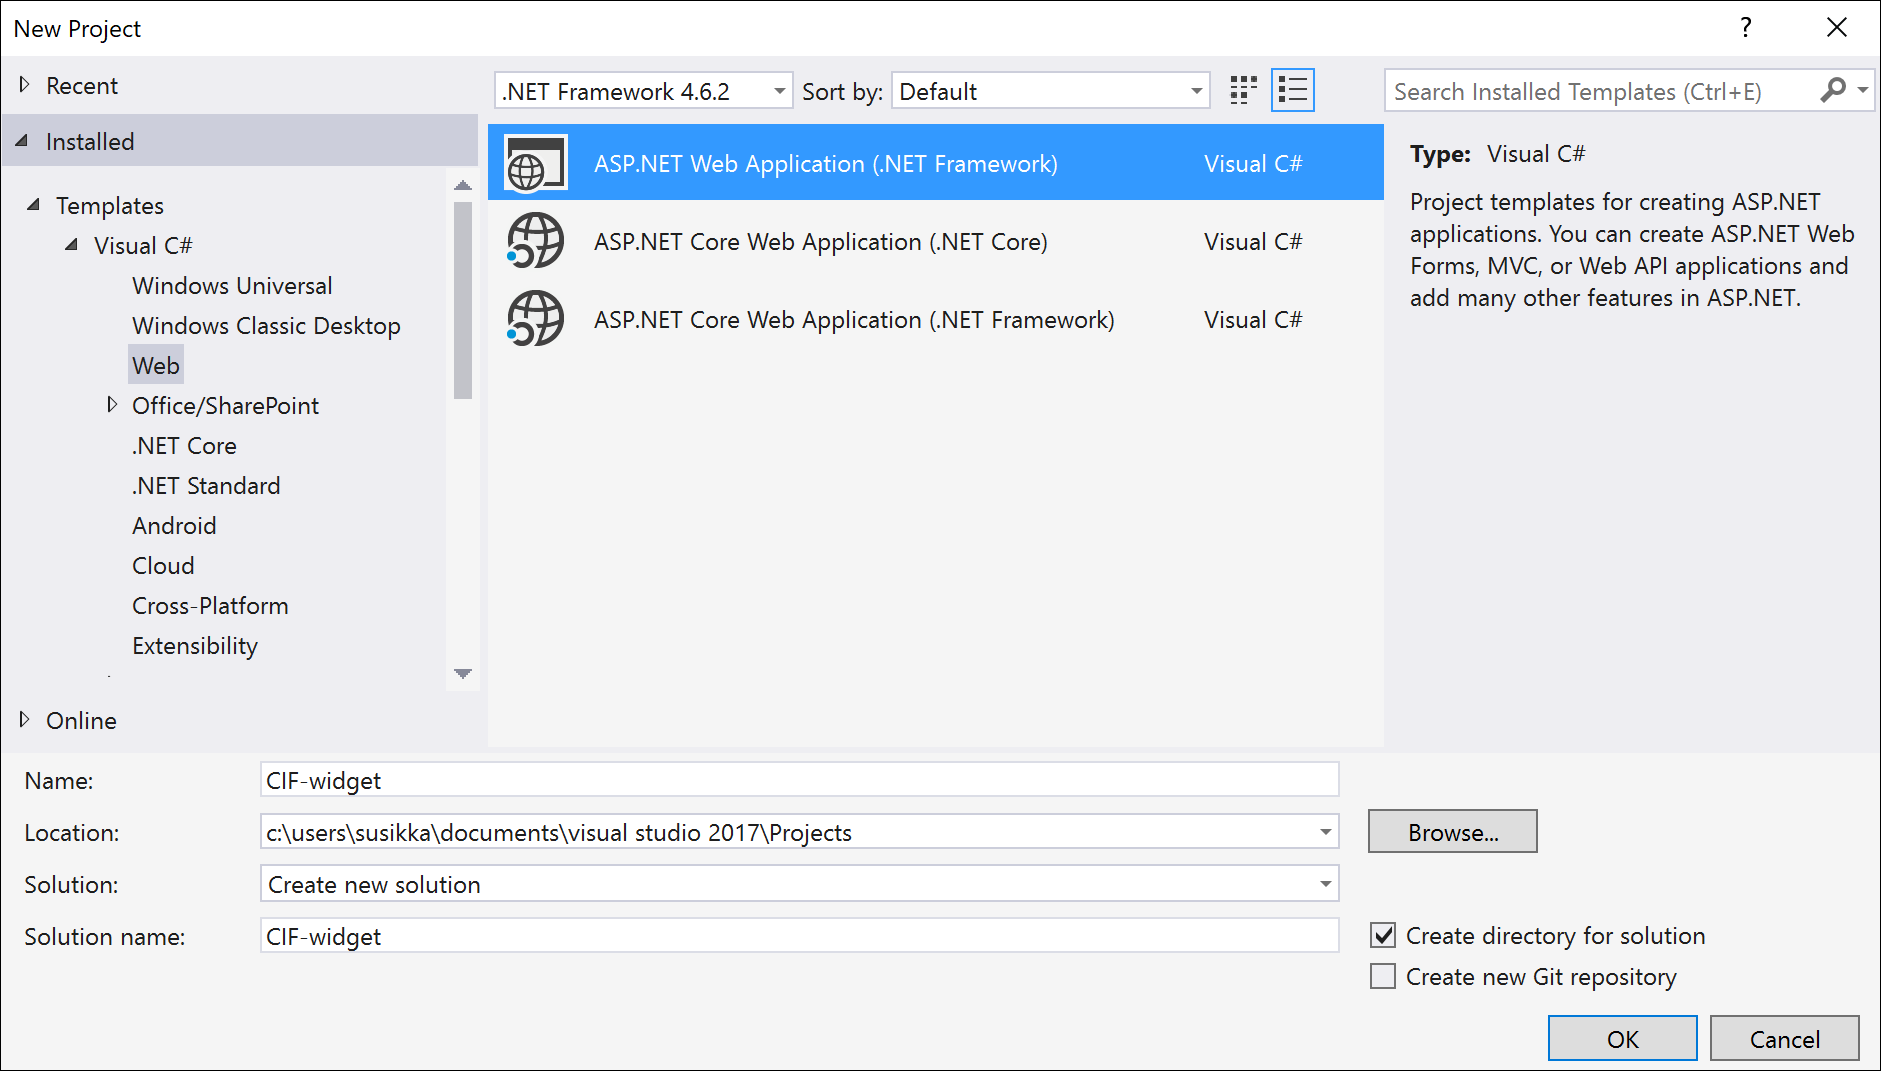 New Project
?
Recent
Installed
Templates
Visual C#
Windows Universal
Windows Classic Desktop
Web
Office/SharePoint
.NET Core
.NET Standard
Android
Cloud
Cross-Platform
Extensibility
Online
.NET Framework 4.6.2 Sort by: Default
ASP.NET Web Application (.NET Framework) Visual C#
ASP.NET Core Web Application (.NET Core) Visual C#
ASP.NET Core Web Application (.NET Framework) Visual C#
Search Installed Templates (Ctrl+E)
Type: Visual C#
Project templates for creating ASP.NET
applications. You can create ASP.NET Web
Forms, MVC, or Web API applications and
add many other features in ASP.NET.
Name: CIF-widget
Location: c:\users\susikka\documents\visual studio 2017\Projects
Browse...
Solution: Create new solution
Solution name: CIF-widget
Create directory for solution
Create new Git repository
OK Cancel